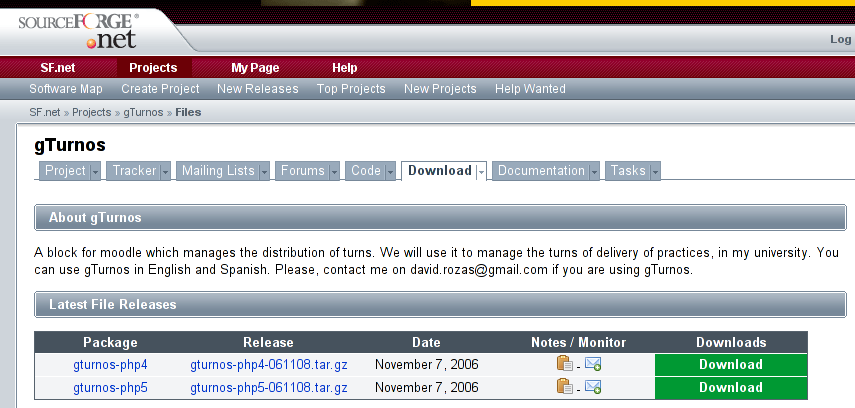 SOURCEFORGE®
.net
Log
SF.net Projects My Page Help
Software Map Create Project New Releases Top Projects New Projects Help Wanted
SF.net » Projects » gTurnos » Files
gTurnos
Project Tracker Mailing Lists Forums Code Download Documentation Tasks
About gTurnos
A block for moodle which manages the distribution of turns. We will use it to manage the turns of delivery of practices, in my university. You
can use gTurnos in English and Spanish. Please, contact me on david.rozas@gmail.com if you are using gTurnos.
Latest File Releases
Package Release Date Notes / Monitor Downloads
gturnos-php4 gturnos-php4-061108.tar.gz November 7, 2006 - Download
gturnos-php5 gturnos-php5-061108.tar.gz November 7, 2006 - Download